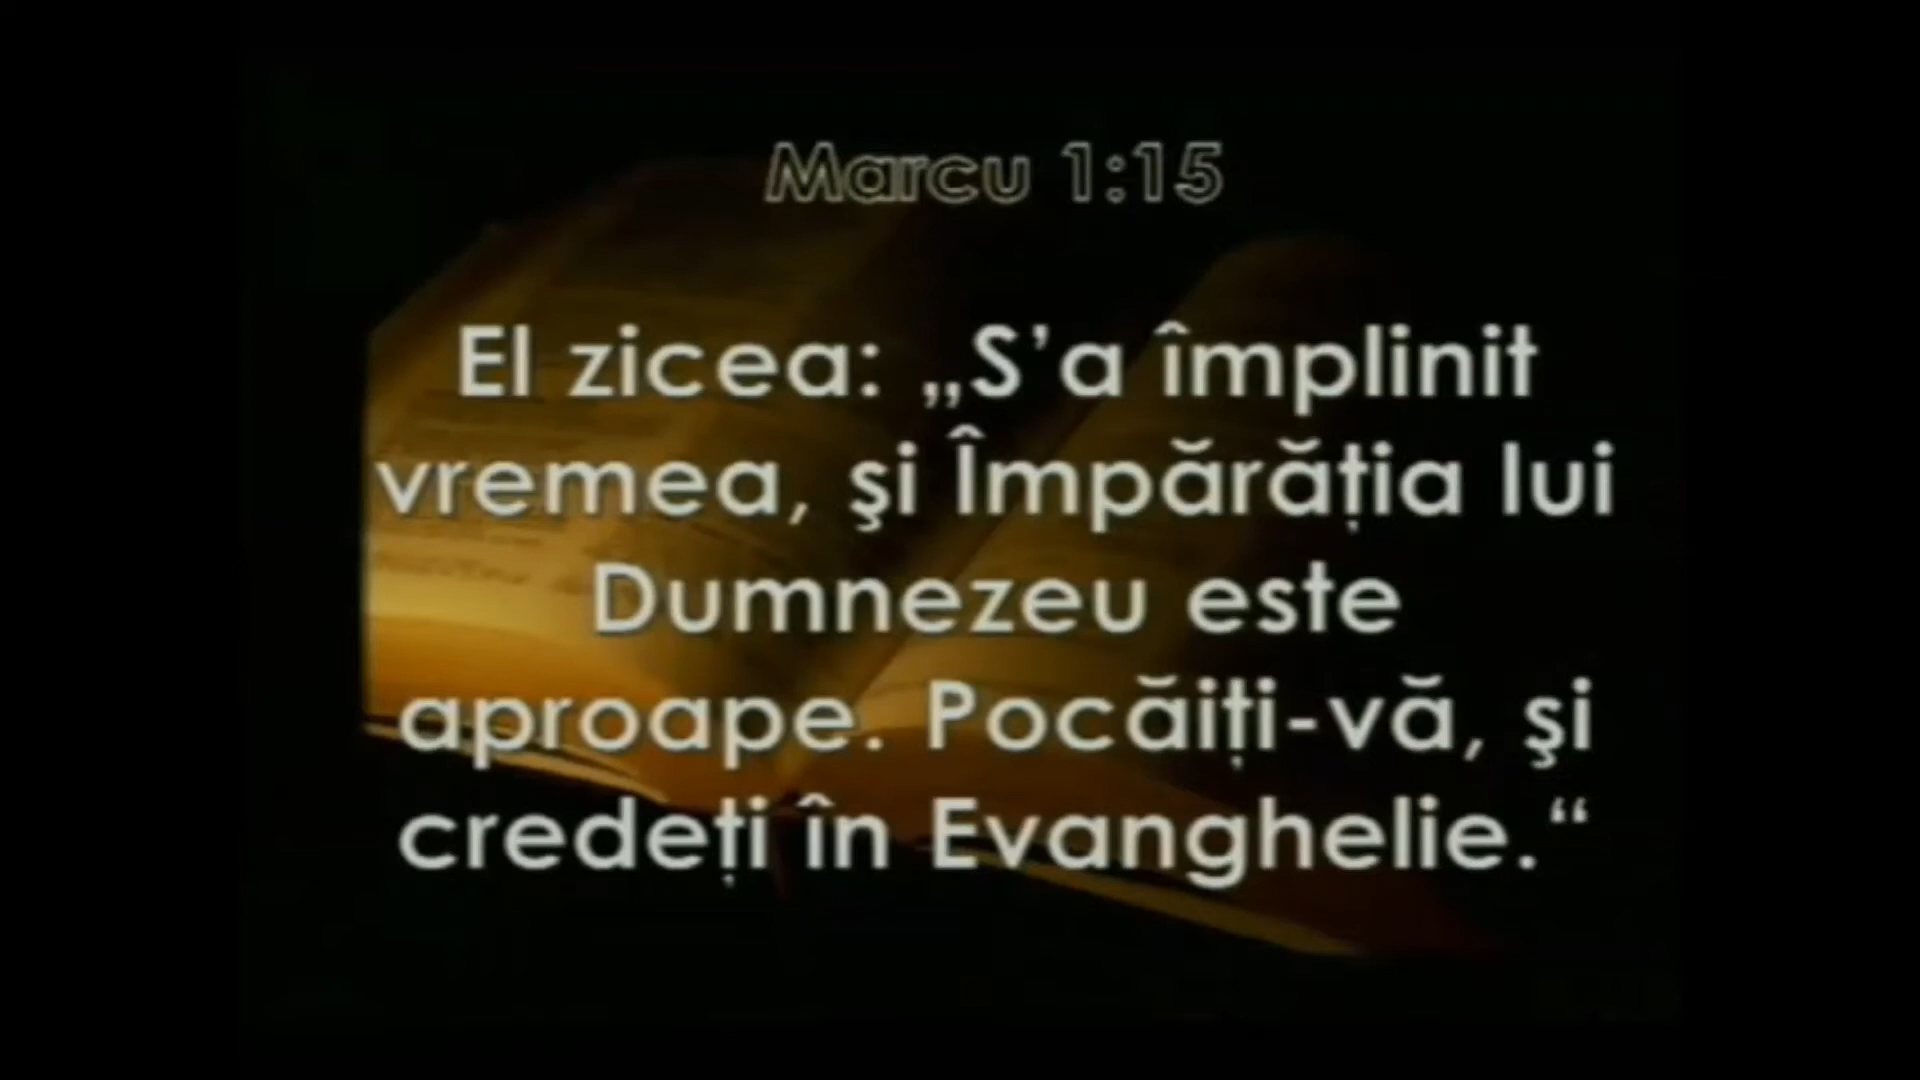 Marcu 1:15
El zicea: „S’a împlinit
vremea, şi Împărăția lui
Dumnezeu este
aproape. Pocăiți-vă, şi
credeți în Evanghelie.“